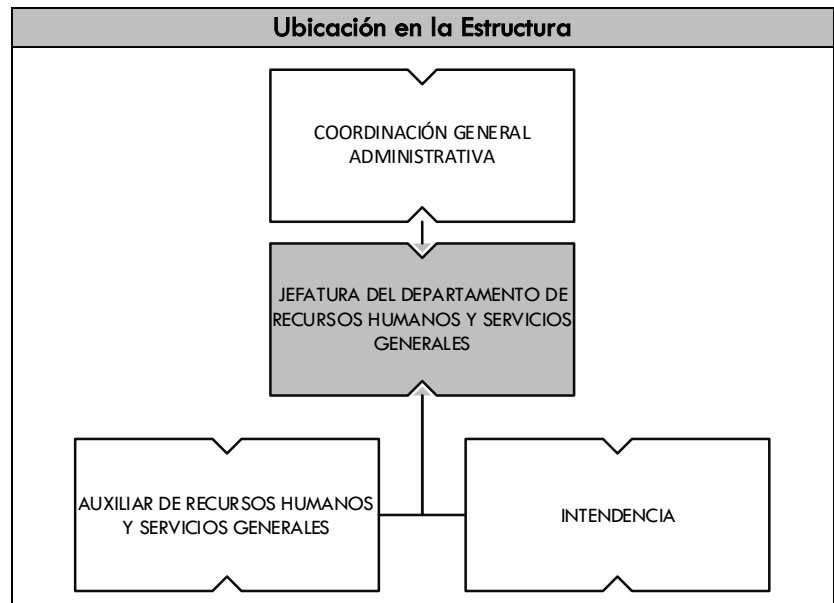 Ubicación en la Estructura
COORDINACIÓN GENERAL
ADMINISTRATIVA
JEFATURA DEL DEPARTAMENTO DE
RECURSOS HUMANOS Y SERVICIOS
GENERALES
AUXILIAR DE RECURSOS HUMANOS
Y SERVICIOS GENERALES
INTENDENCIA